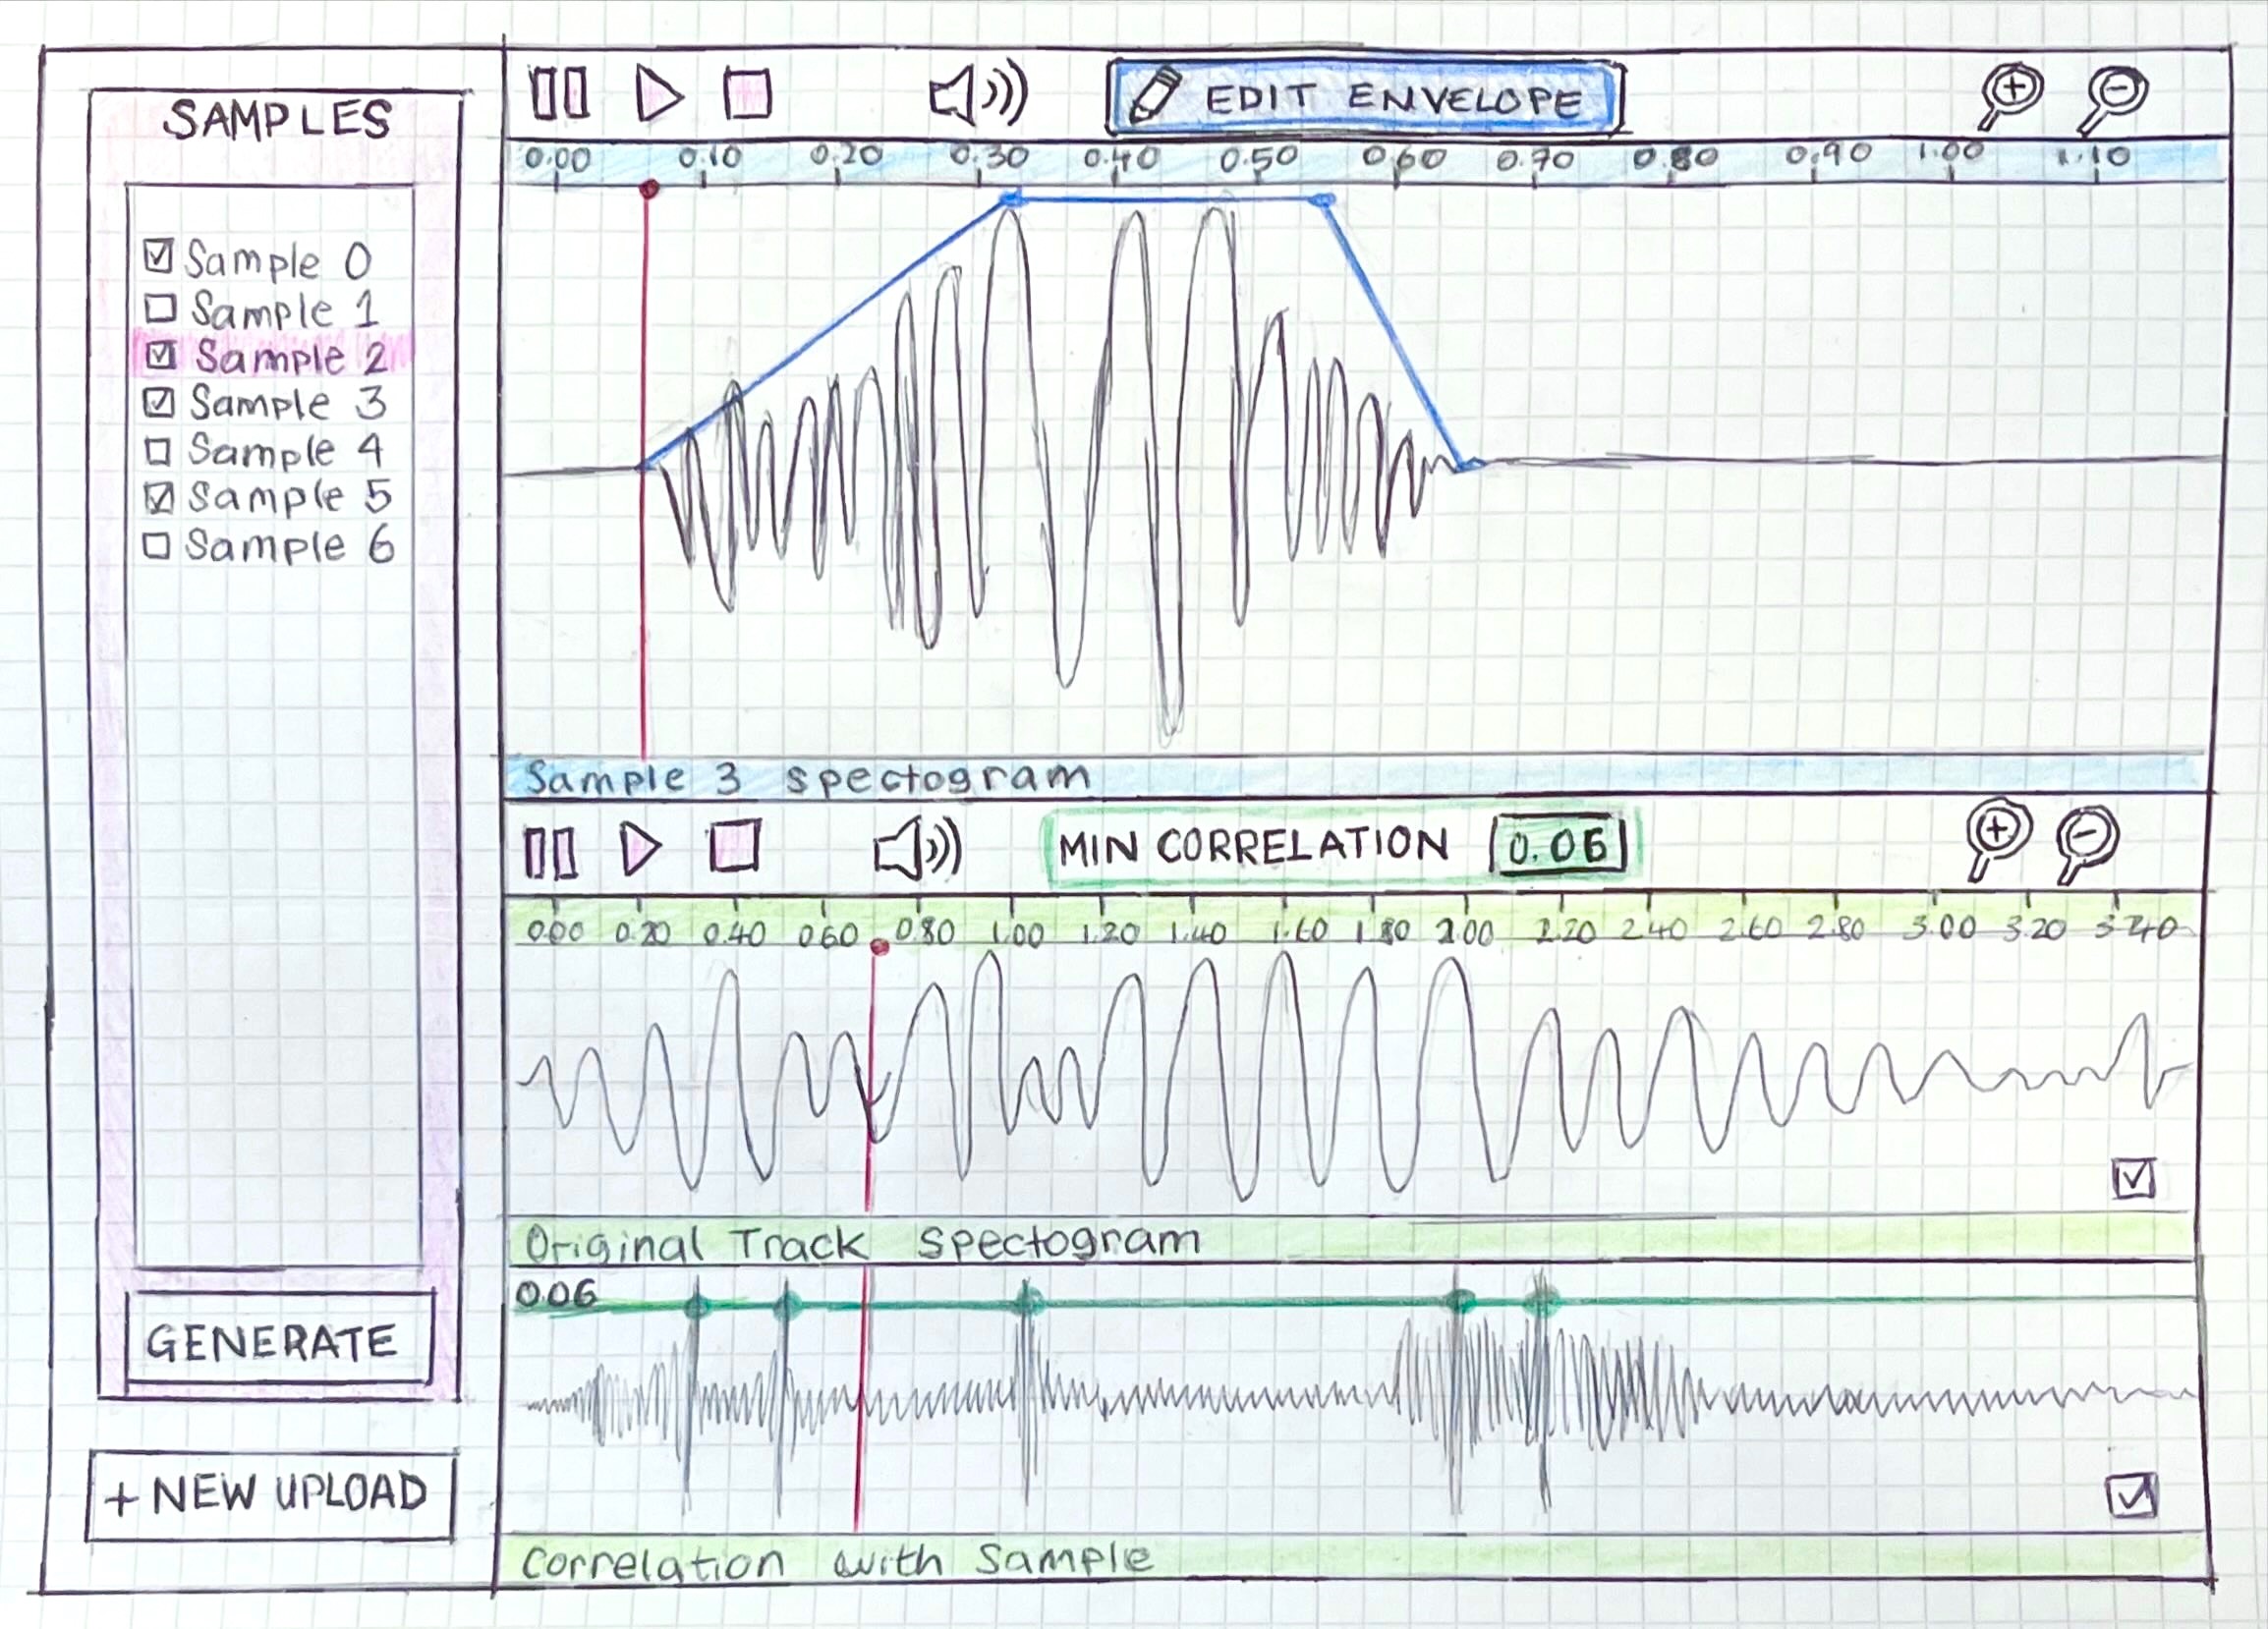 SAMPLES
Sample 0
Sample 1
Sample 2
Sample 3
Sample 4
Sample 5
Sample 6
GENERATE
+ NEW UPLOAD
EDIT ENVELOPE
0.00 0.10 0.20 0.30 0.40 0.50 0.60 0.70 0.80 0.90 1.00 1.10
Sample 3 spectogram
MIN CORRELATION 0.06
0.00 0.20 0.40 0.60 0.80 1.00 1.20 1.40 1.60 1.80 2.00 2.20 2.40 2.60 2.80 3.00 3.20 3.40
Original Track Spectogram
0.06
Correlation with Sample